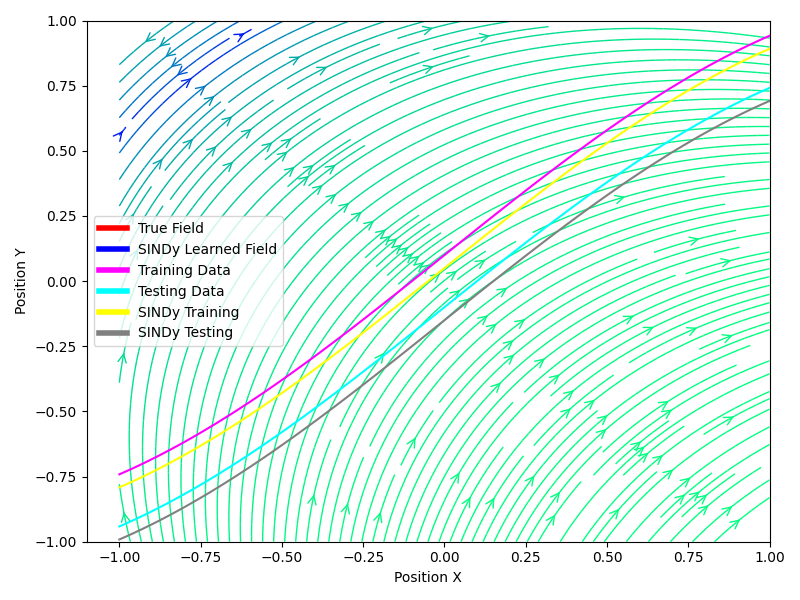 1.00
0.75
0.50
0.25
0.00
−0.25
−0.50
−0.75
−1.00
Position Y
True Field
SINDy Learned Field
Training Data
Testing Data
SINDy Training
SINDy Testing
−1.00 −0.75 −0.50 −0.25 0.00 0.25 0.50 0.75 1.00
Position X